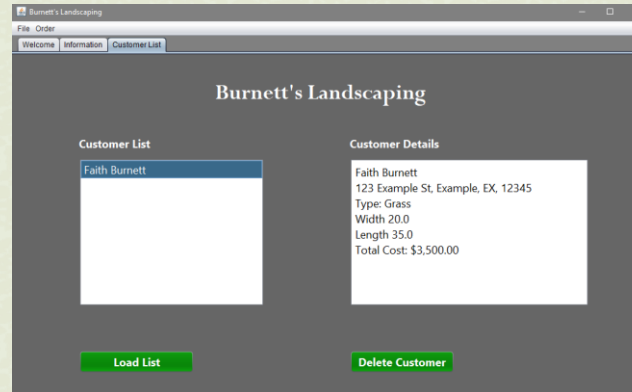 Burnett's Landscaping
File Order
Welcome Information Customer List
Burnett's Landscaping
Customer List
Faith Burnett
Load List
Customer Details
Faith Burnett
123 Example St, Example, EX, 12345
Type: Grass
Width 20.0
Length 35.0
Total Cost: $3,500.00
Delete Customer